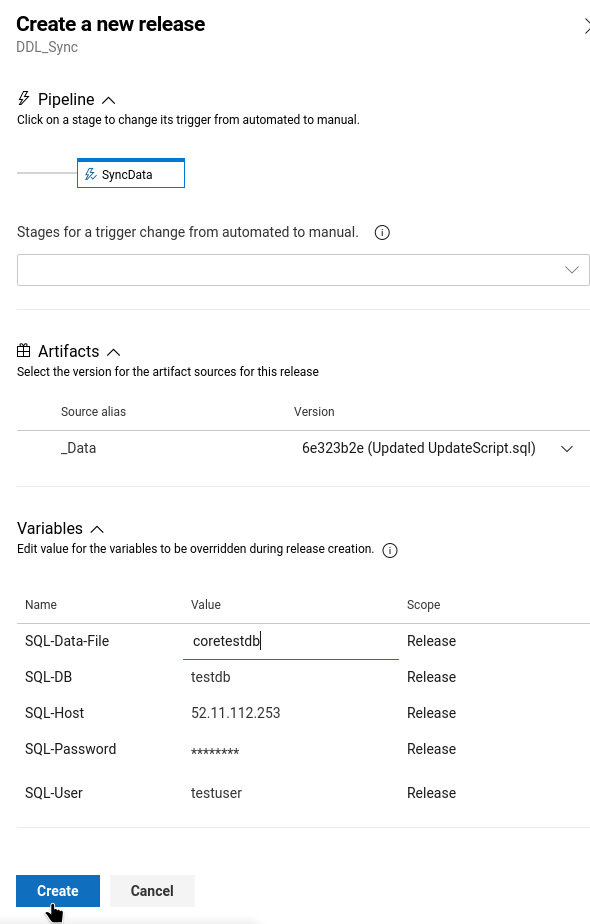 Create a new release
DDL_Sync
Pipeline
Click on a stage to change its trigger from automated to manual.
SyncData
Stages for a trigger change from automated to manual.
Artifacts
Select the version for the artifact sources for this release
Source alias Version
_Data 6e323b2e (Updated UpdateScript.sql)
Variables
Edit value for the variables to be overridden during release creation.
Name Value Scope
SQL-Data-File coretestdb Release
SQL-DB testdb Release
SQL-Host 52.11.112.253 Release
SQL-Password ******** Release
SQL-User testuser Release
Create Cancel